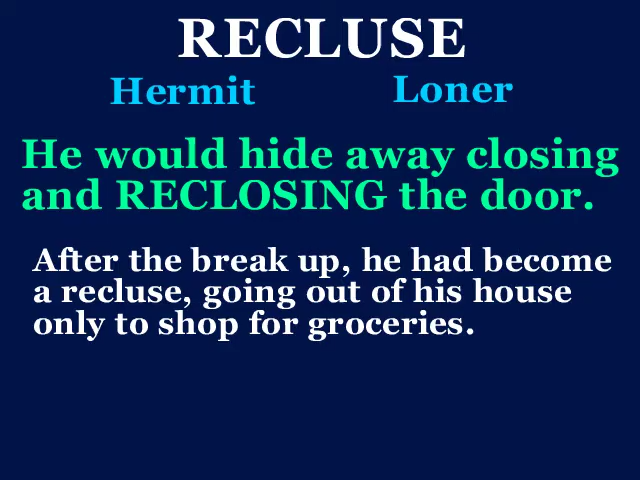 RECLUSE
Hermit Loner
He would hide away closing
and RECLOSING the door.
After the break up, he had become
a recluse, going out of his house
only to shop for groceries.